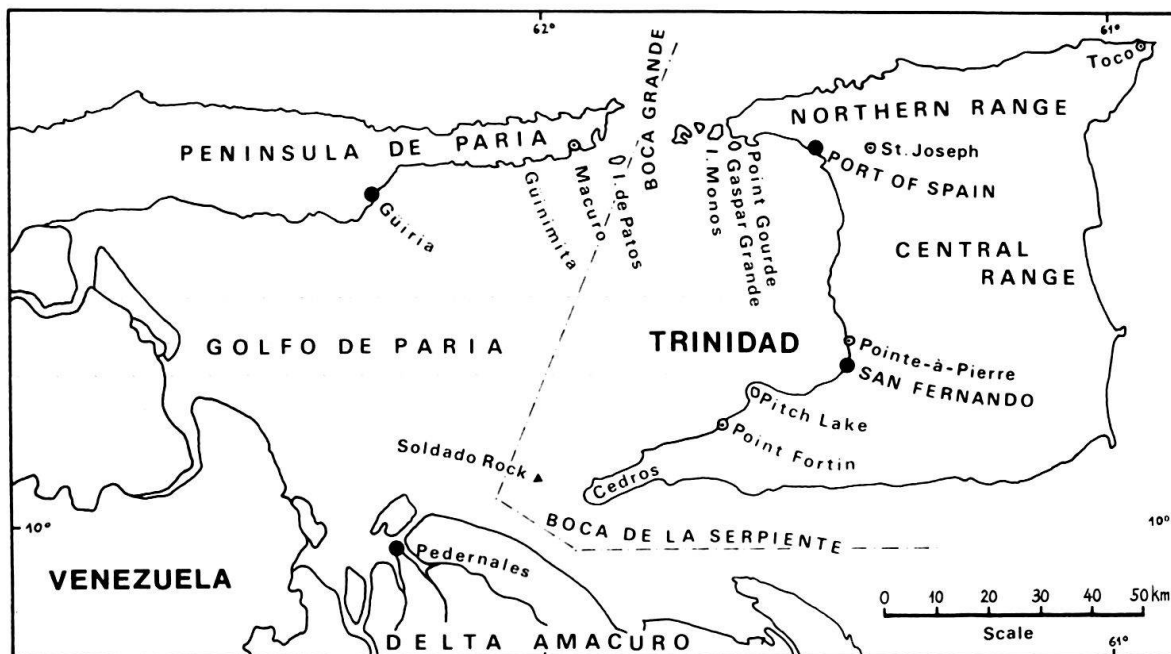 62°
61°
Toco
BOCA GRANDE
NORTHERN RANGE
PENINSULA DE PARIA
St. Joseph
PORT OF SPAIN
Güiria
Guinimita
Macuro
I. de Patos
I. Monos
Gaspar Grande
Point Gourde
CENTRAL
RANGE
GOLFO DE PARIA
TRINIDAD
Pointe-à-Pierre
SAN FERNANDO
Pitch Lake
Point Fortin
Soldado Rock
Cedros
10°
10°
BOCA DE LA SERPIENTE
Pedernales
VENEZUELA
DELTA AMACURO
0 10 20 30 40 50 km
Scale
62°
61°